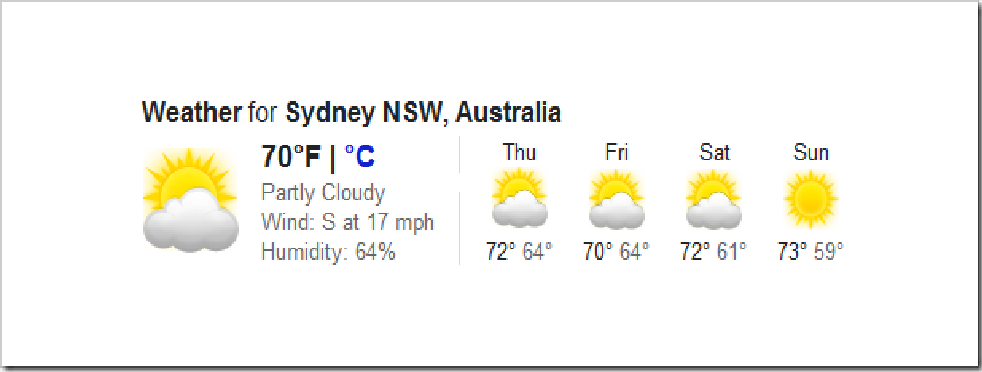 Weather for Sydney NSW, Australia
70°F | °C
Partly Cloudy
Wind: S at 17 mph
Humidity: 64%
Thu Fri Sat Sun
72° 64° 70° 64° 72° 61° 73° 59°